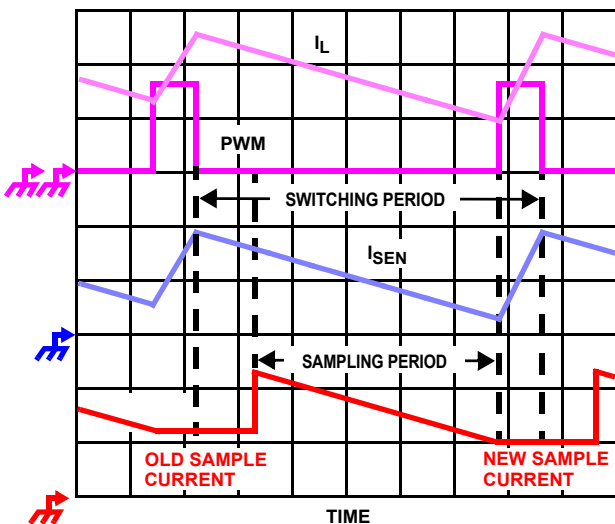 IL
PWM
SWITCHING PERIOD
ISEN
SAMPLING PERIOD
OLD SAMPLE
CURRENT
NEW SAMPLE
CURRENT
TIME